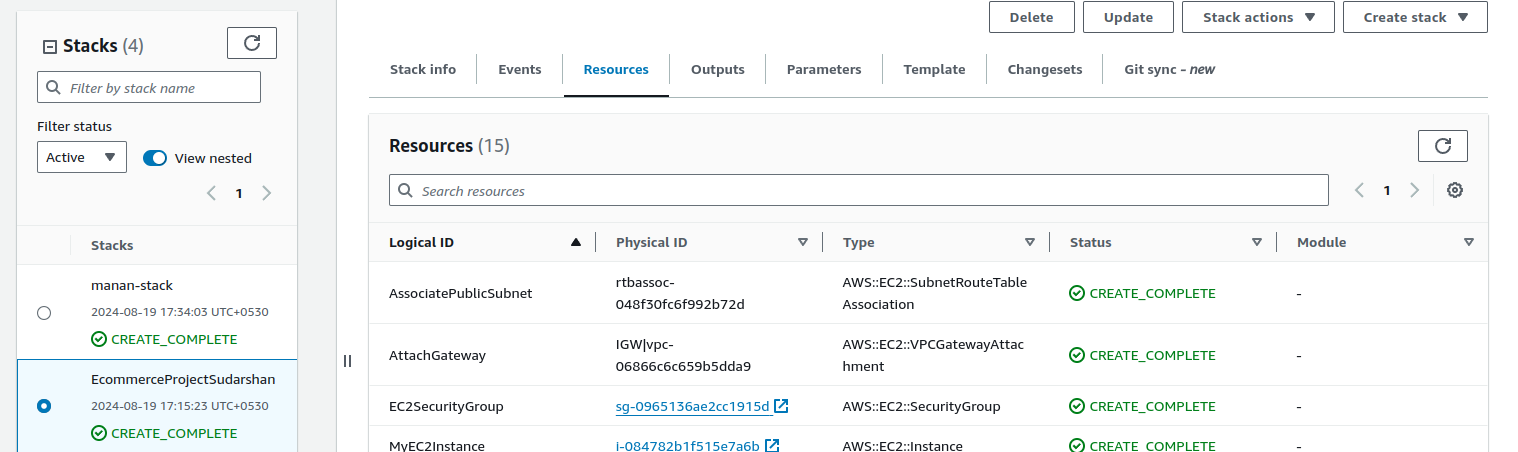 Delete Update Stack actions Create stack
Stacks (4)
Filter by stack name
Filter status
Active View nested
1
Stacks
manan-stack
2024-08-19 17:34:03 UTC+0530
CREATE_COMPLETE
EcommerceProjectSudarshan
2024-08-19 17:15:23 UTC+0530
CREATE_COMPLETE
Stack info Events Resources Outputs Parameters Template Changesets Git sync - new
Resources (15)
Search resources
1
Logical ID Physical ID Type Status Module
AssociatePublicSubnet rtbassoc-
048f30fc6f992b72d AWS::EC2::SubnetRouteTable
Association CREATE_COMPLETE -
AttachGateway IGW|vpc-
06866c6c659b5dda9 AWS::EC2::VPCGatewayAttac
hment CREATE_COMPLETE -
EC2SecurityGroup sg-0965136ae2cc1915d AWS::EC2::SecurityGroup CREATE_COMPLETE -
MyEC2Instance i-084782b1f515e7a6b AWS::EC2::Instance CREATE_COMPLETE -